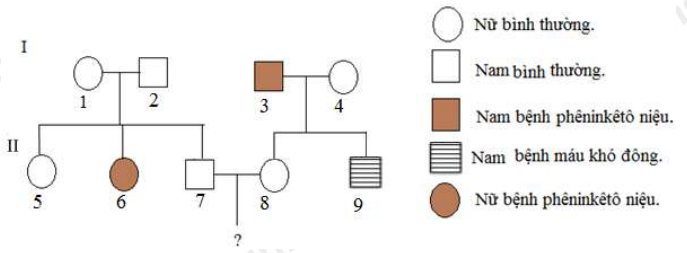 I
1
2
3
4
II
5
6
7
8
9
?
Nữ bình thường.
Nam bình thường.
Nam bệnh phêninkêtô niệu.
Nam bệnh máu khó đông.
Nữ bệnh phêninkêtô niệu.